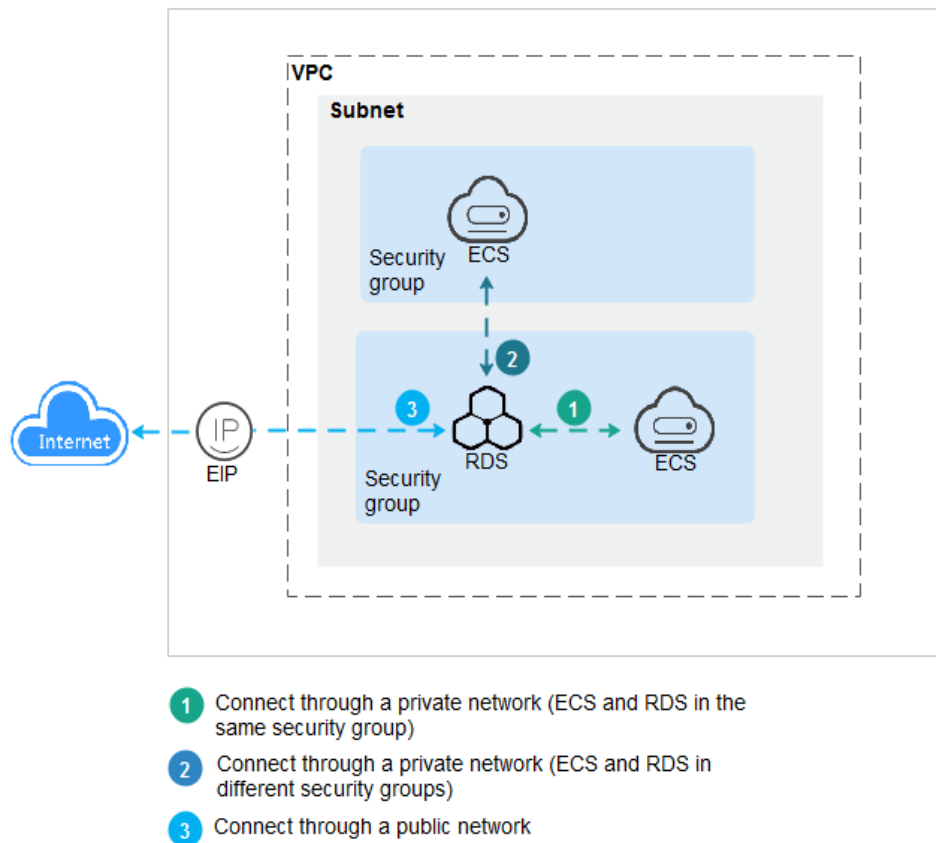 VPC
Subnet
ECS
Security
group
2
Internet
IP
EIP
3
RDS
1
ECS
Security
group
1 Connect through a private network (ECS and RDS in the
same security group)
2 Connect through a private network (ECS and RDS in
different security groups)
3 Connect through a public network